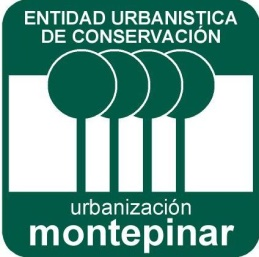 ENTIDAD URBANISTICA
DE CONSERVACIÓN
urbanización
montepinar